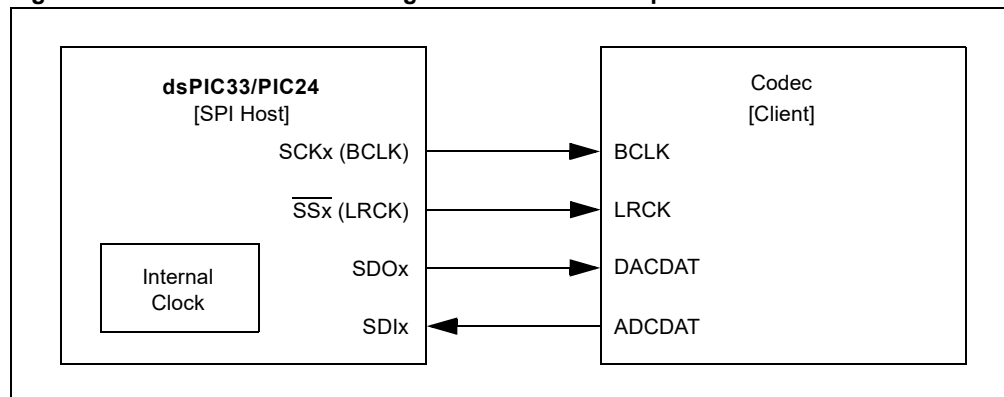 dsPIC33/PIC24
[SPI Host]
SCKx (BCLK)
SSx (LRCK)
SDOx
SDIx
Internal
Clock
Codec
[Client]
BCLK
LRCK
DACDAT
ADCDAT